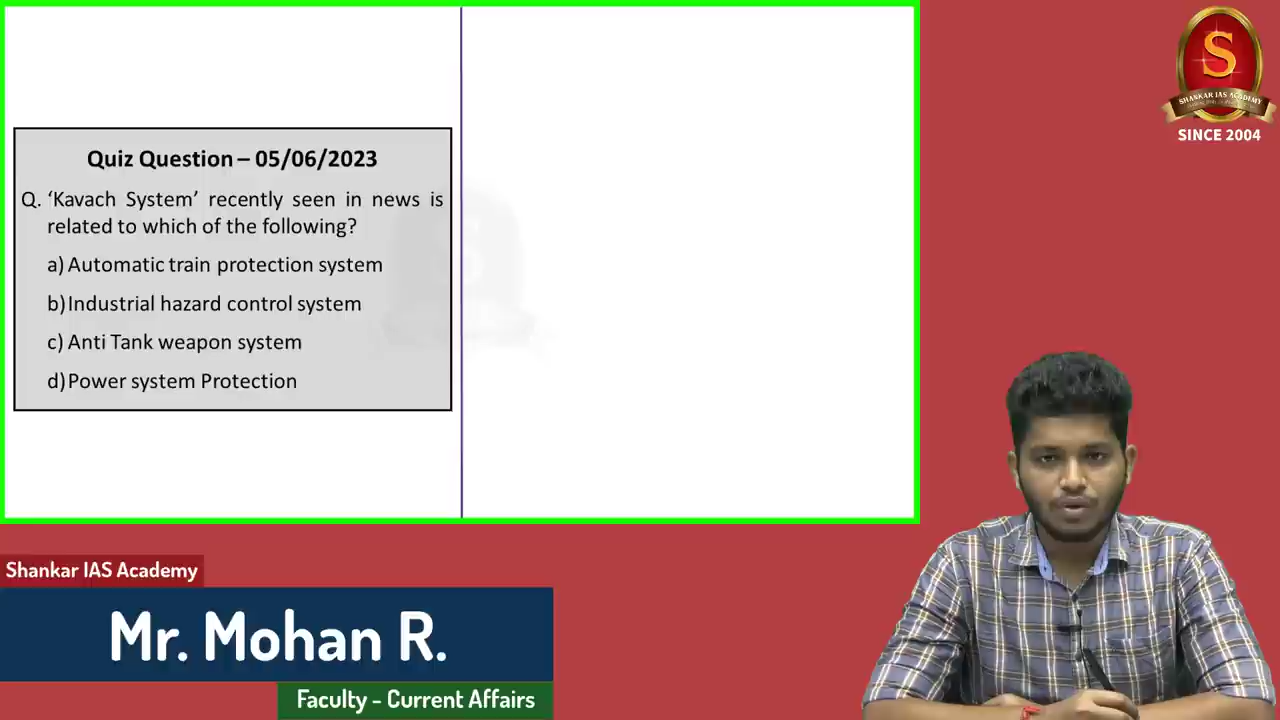 Quiz Question – 05/06/2023
Q. ‘Kavach System’ recently seen in news is
related to which of the following?
a) Automatic train protection system
b) Industrial hazard control system
c) Anti Tank weapon system
d) Power system Protection
S
SHANKAR IAS ACADEMY
SINCE 2004
Shankar IAS Academy
Mr. Mohan R.
Faculty - Current Affairs